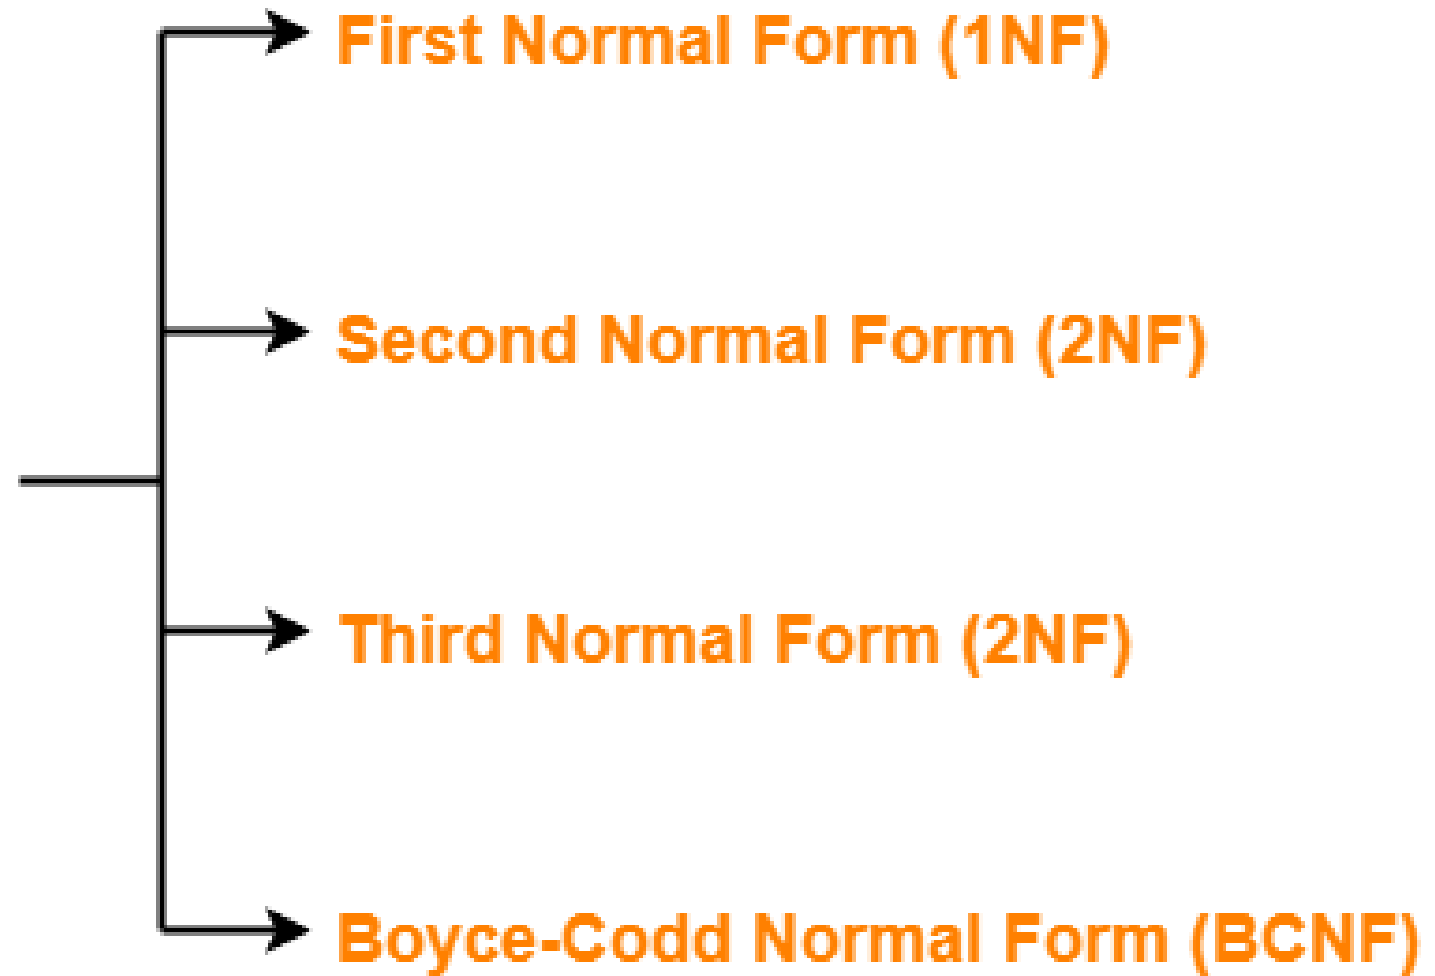 First Normal Form (1NF)
Second Normal Form (2NF)
Third Normal Form (2NF)
Boyce-Codd Normal Form (BCNF)